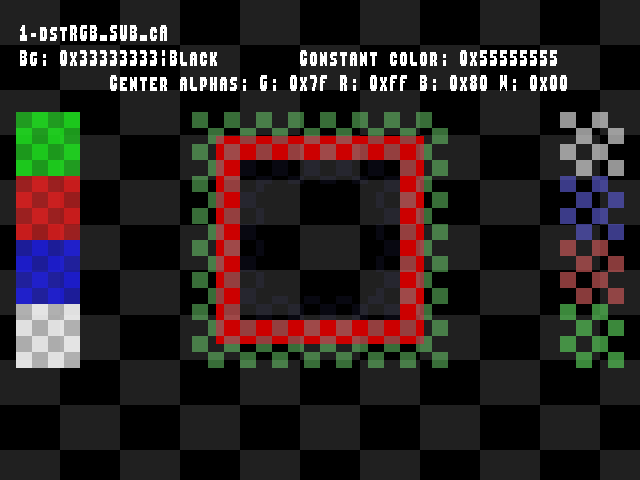 1-dstRGB_SUB_cA
Bg: 0x33333333¦Black Constant color: 0x55555555
Center alphas: G: 0x7f R: 0xff B: 0x80 W: 0x00